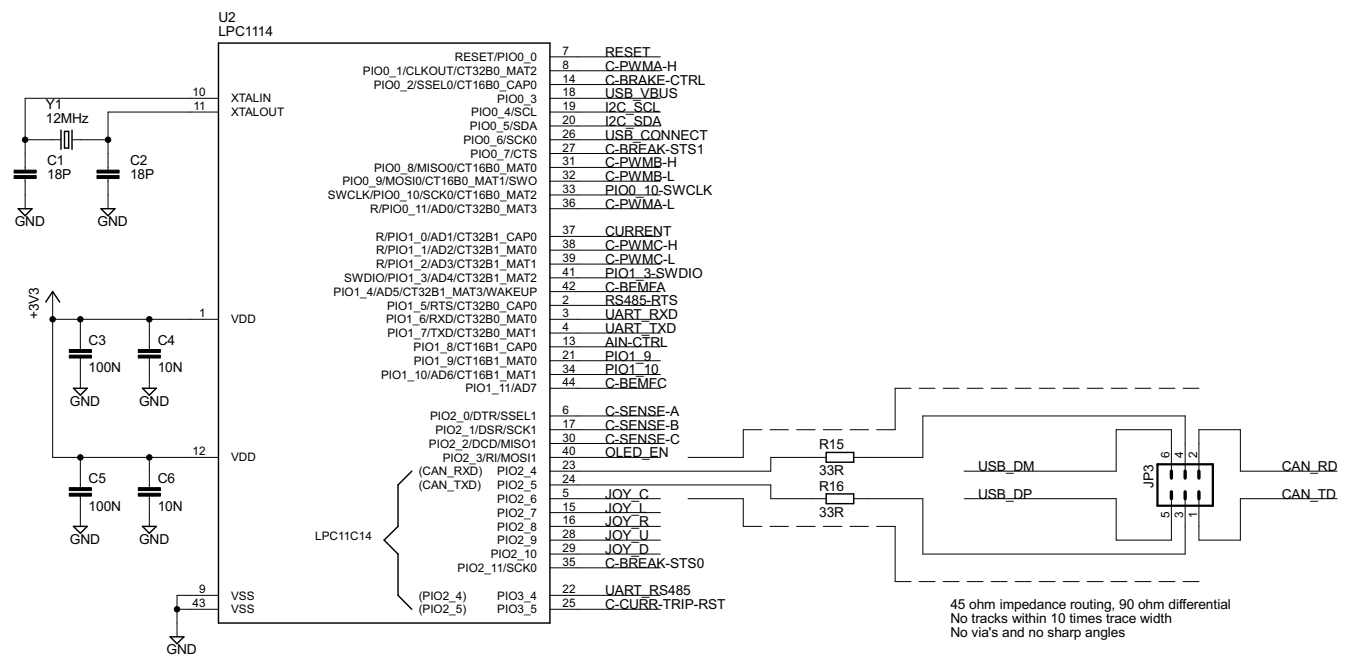 U2
LPC1114
RESET/PIO0_0 7 RESET
PIO0_1/CLKOUT/CT32B0_MAT2 8 C-PWMA-H
PIO0_2/SSEL0/CT16B0_CAP0 14 C-BRAKE-CTRL
10 XTALIN PIO0_3 18 USB_VBUS
11 XTALOUT PIO0_4/SCL 19 I2C_SCL
Y1
12MHz
PIO0_5/SDA 20 I2C_SDA
PIO0_6/SCK0 26 USB_CONNECT
PIO0_7/CTS 27 C-BREAK-STS1
C1
18P
C2
18P
PIO0_8/MISO0/CT16B0_MAT0 31 C-PWMB-H
PIO0_9/MOSI0/CT16B0_MAT1/SWO 32 C-PWMB-L
SWCLK/PIO0_10/SCK0/CT16B0_MAT2 33 PIO0_10-SWCLK
R/PIO0_11/AD0/CT32B0_MAT3 36 C-PWMA-L
GND GND
R/PIO1_0/AD1/CT32B1_CAP0 37 CURRENT
R/PIO1_1/AD2/CT32B1_MAT0 38 C-PWMC-H
R/PIO1_2/AD3/CT32B1_MAT1 39 C-PWMC-L
SWDIO/PIO1_3/AD4/CT32B1_MAT2 41 PIO1_3-SWDIO
PIO1_4/AD5/CT32B1_MAT3/WAKEUP 42 C-BEMFA
PIO1_5/RTS/CT32B0_CAP0 2 RS485-RTS
+3V3
1 VDD PIO1_6/RXD/CT32B0_MAT0 3 UART_RXD
PIO1_7/TXD/CT32B0_MAT1 4 UART_TXD
PIO1_8/CT16B1_CAP0 13 AIN-CTRL
C3
100N
C4
10N
PIO1_9/CT16B1_MAT0 21 PIO1_9
PIO1_10/AD6/CT16B1_MAT1 34 PIO1_10
PIO1_11/AD7 44 C-BEMFC
GND GND
PIO2_0/DTR/SSEL1 6 C-SENSE-A
PIO2_1/DSR/SCK1 17 C-SENSE-B
PIO2_2/DCD/MISO1 30 C-SENSE-C
12 VDD PIO2_3/RI/MOSI1 40 OLED_EN
(CAN_RXD) PIO2_4 23
(CAN_TXD) PIO2_5 24
R15
33R
R16
33R
C5
100N
C6
10N
PIO2_6 5 JOY_C
PIO2_7 15 JOY_L
PIO2_8 16 JOY_R
PIO2_9 28 JOY_U
PIO2_10 29 JOY_D
PIO2_11/SCK0 35 C-BREAK-STS0
GND GND
LPC11C14
USB_DM
USB_DP
JP3
6 4 2
5 3 1
CAN_RD
CAN_TD
9 VSS (PIO2_4) PIO3_4 22 UART_RS485
43 VSS (PIO2_5) PIO3_5 25 C-CURR-TRIP-RST
GND
45 ohm impedance routing, 90 ohm differential
No tracks within 10 times trace width
No via's and no sharp angles